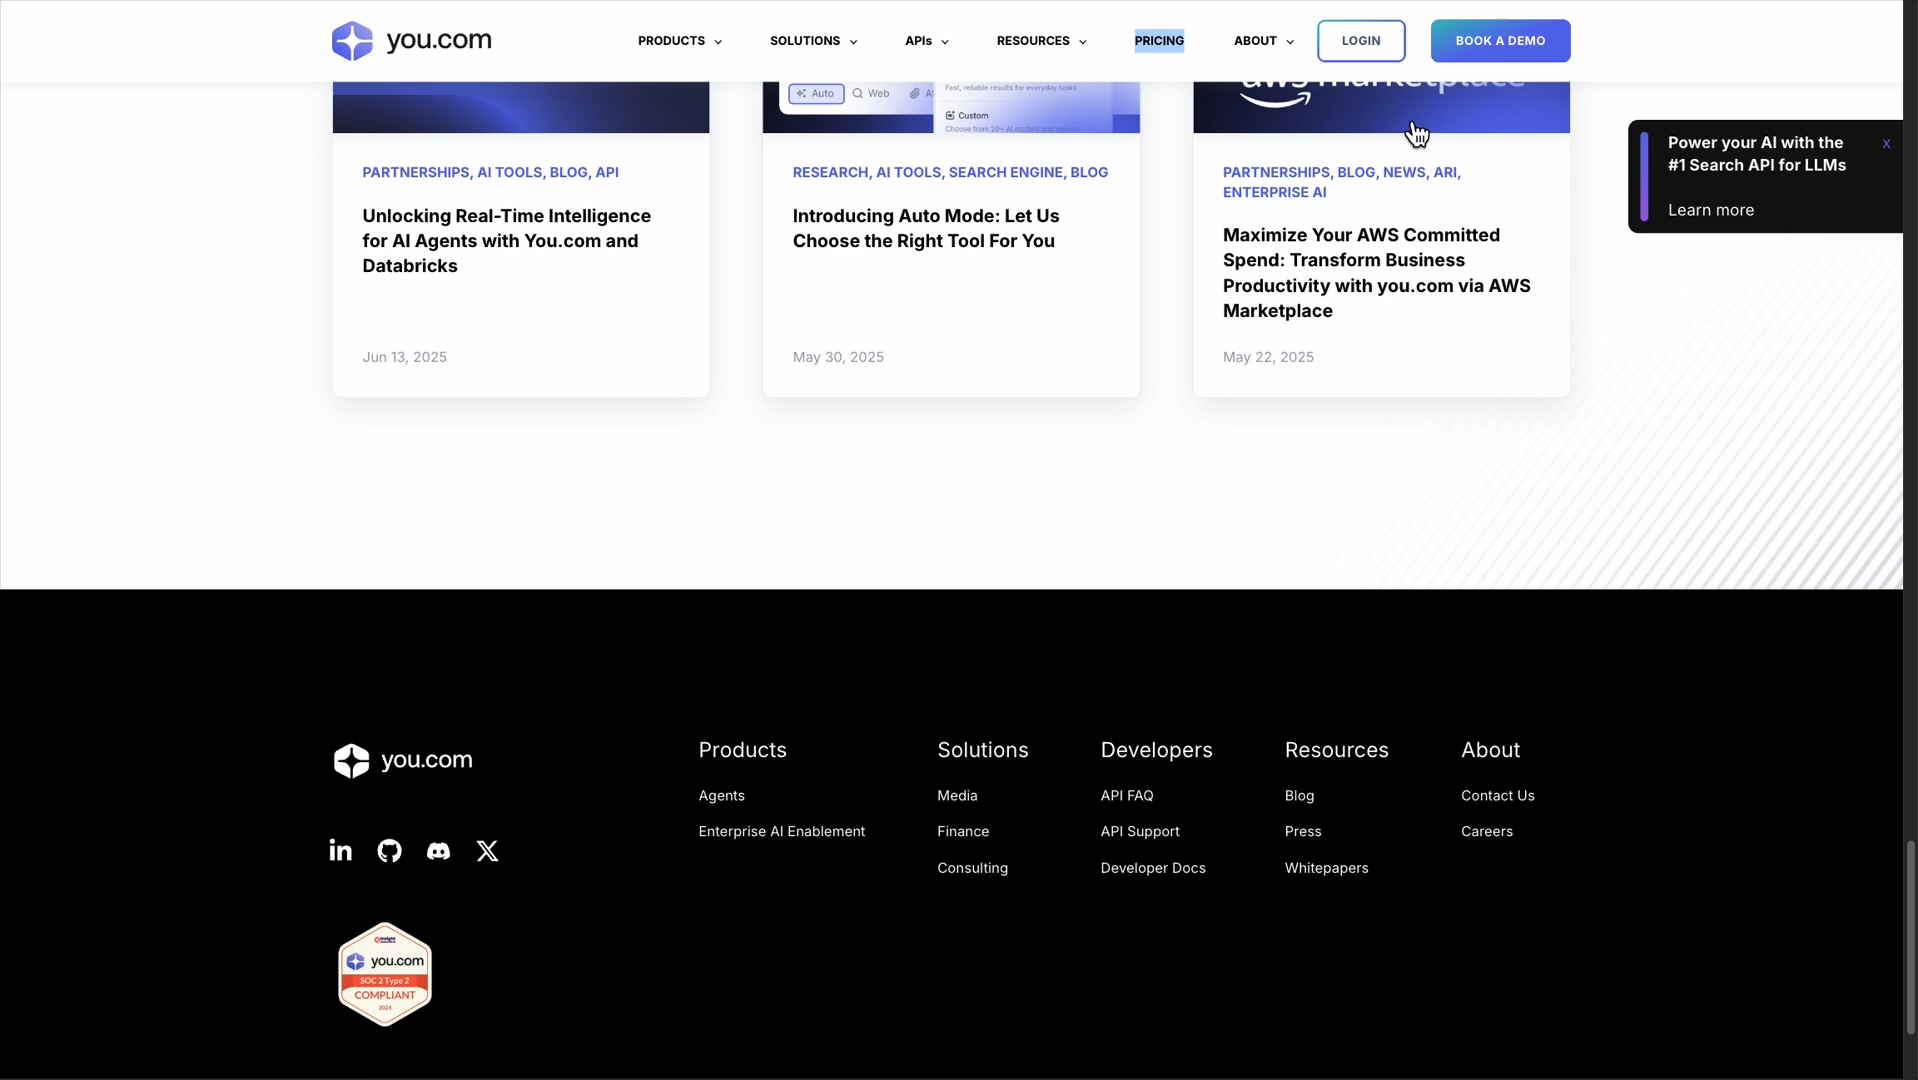 you.com
PRODUCTS
SOLUTIONS
APIs
RESOURCES
PRICING
ABOUT
LOGIN
BOOK A DEMO
Auto
Web
Fast, reliable results for everyday tasks
Custom
Choose from 20+ AI models and agents
aws marketplace
Power your AI with the
#1 Search API for LLMs
x
Learn more
PARTNERSHIPS, AI TOOLS, BLOG, API
Unlocking Real-Time Intelligence
for AI Agents with You.com and
Databricks
Jun 13, 2025
RESEARCH, AI TOOLS, SEARCH ENGINE, BLOG
Introducing Auto Mode: Let Us
Choose the Right Tool For You
May 30, 2025
PARTNERSHIPS, BLOG, NEWS, ARI,
ENTERPRISE AI
Maximize Your AWS Committed
Spend: Transform Business
Productivity with you.com via AWS
Marketplace
May 22, 2025
you.com
in
X
Products
Agents
Enterprise AI Enablement
Solutions
Media
Finance
Consulting
Developers
API FAQ
API Support
Developer Docs
Resources
Blog
Press
Whitepapers
About
Contact Us
Careers
you.com
SOC 2 Type 2
COMPLIANT
2024